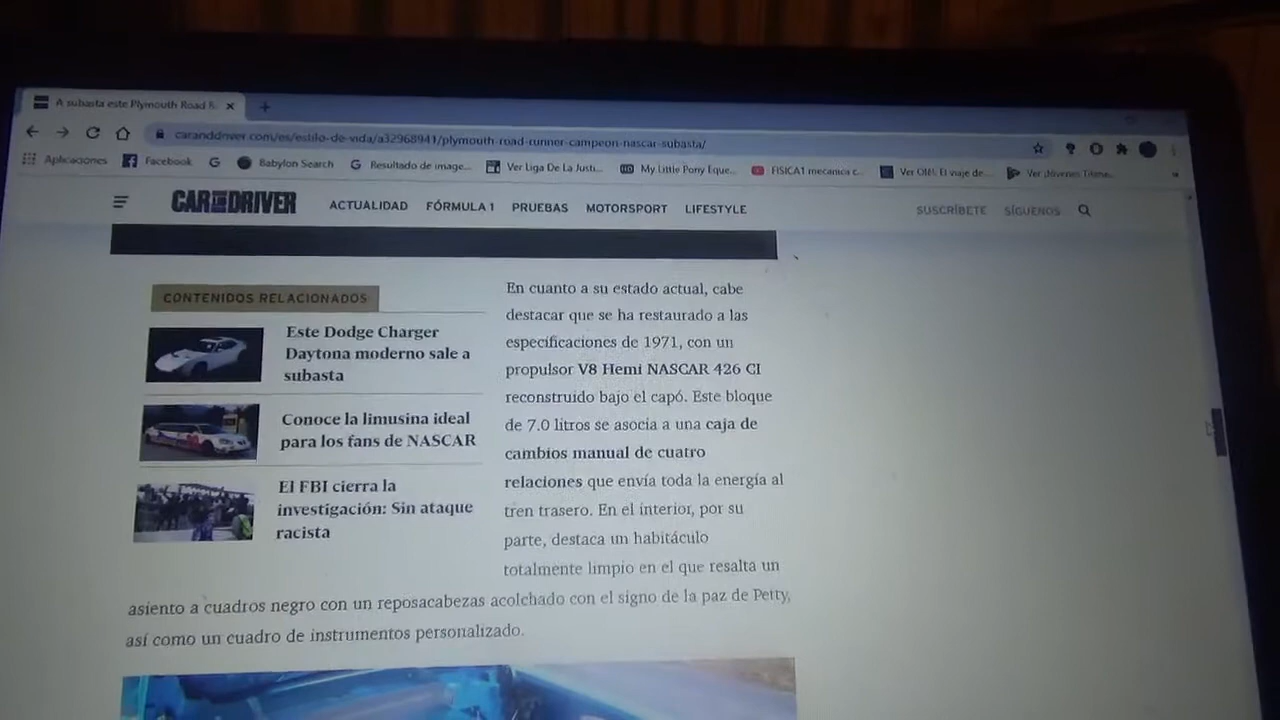 A subasta este Plymouth Road R
caranddriver.com/es/estilo-de-vida/a32968941/plymouth-road-runner-campeon-nascar-subasta/
Aplicaciones
Facebook
Babylon Search
Resultado de image...
Ver Liga De La Justi...
My Little Pony Eque...
FISICA1 mecanica c...
Ver Oh!: El viaje de...
Ver Jóvenes Titane...
CAR AND DRIVER
ACTUALIDAD
FÓRMULA 1
PRUEBAS
MOTORSPORT
LIFESTYLE
SUSCRÍBETE
SÍGUENOS
CONTENIDOS RELACIONADOS
Este Dodge Charger
Daytona moderno sale a
subasta
Conoce la limusina ideal
para los fans de NASCAR
El FBI cierra la
investigación: Sin ataque
racista
En cuanto a su estado actual, cabe
destacar que se ha restaurado a las
especificaciones de 1971, con un
propulsor V8 Hemi NASCAR 426 CI
reconstruido bajo el capó. Este bloque
de 7.0 litros se asocia a una caja de
cambios manual de cuatro
relaciones que envía toda la energía al
tren trasero. En el interior, por su
parte, destaca un habitáculo
totalmente limpio en el que resalta un
asiento a cuadros negro con un reposacabezas acolchado con el signo de la paz de Petty,
así como un cuadro de instrumentos personalizado.